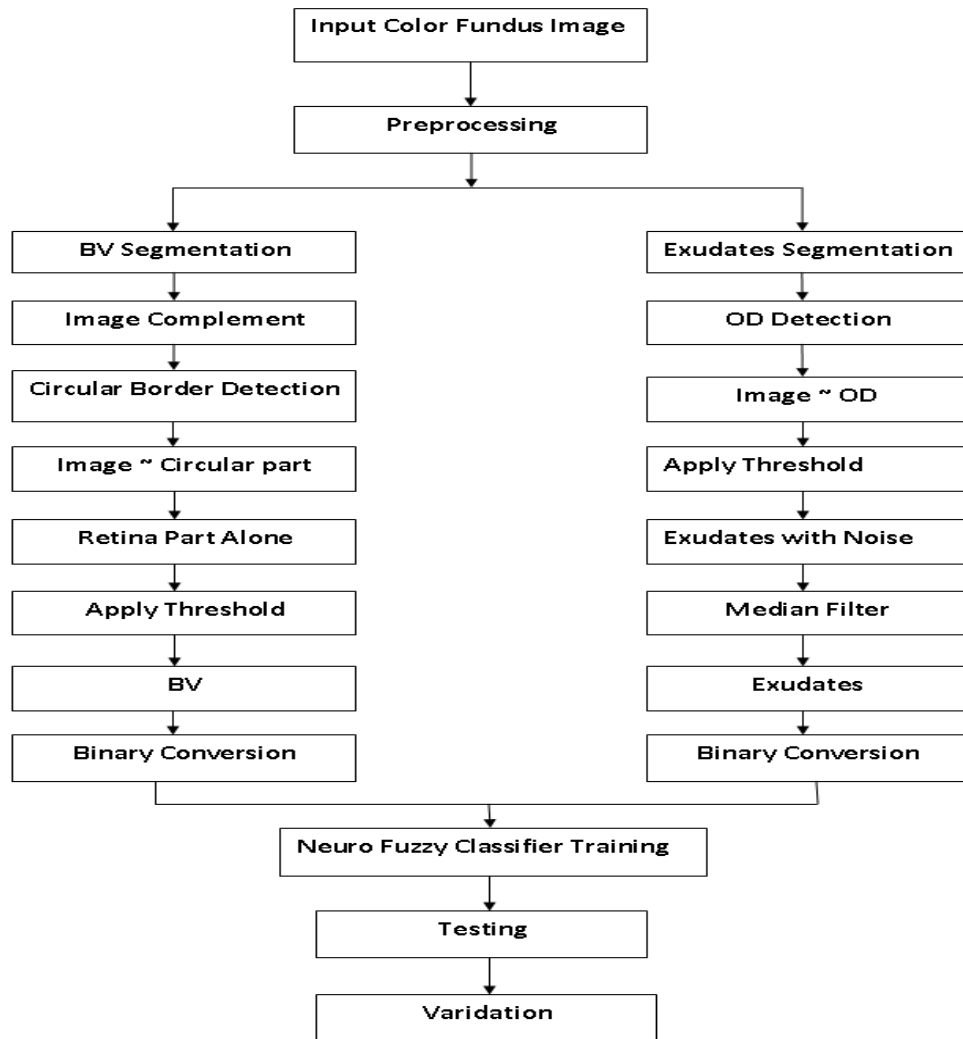 Input Color Fundus Image
Preprocessing
BV Segmentation
Image Complement
Circular Border Detection
Image ~ Circular part
Retina Part Alone
Apply Threshold
BV
Binary Conversion
Exudates Segmentation
OD Detection
Image ~ OD
Apply Threshold
Exudates with Noise
Median Filter
Exudates
Binary Conversion
Neuro Fuzzy Classifier Training
Testing
Varidation